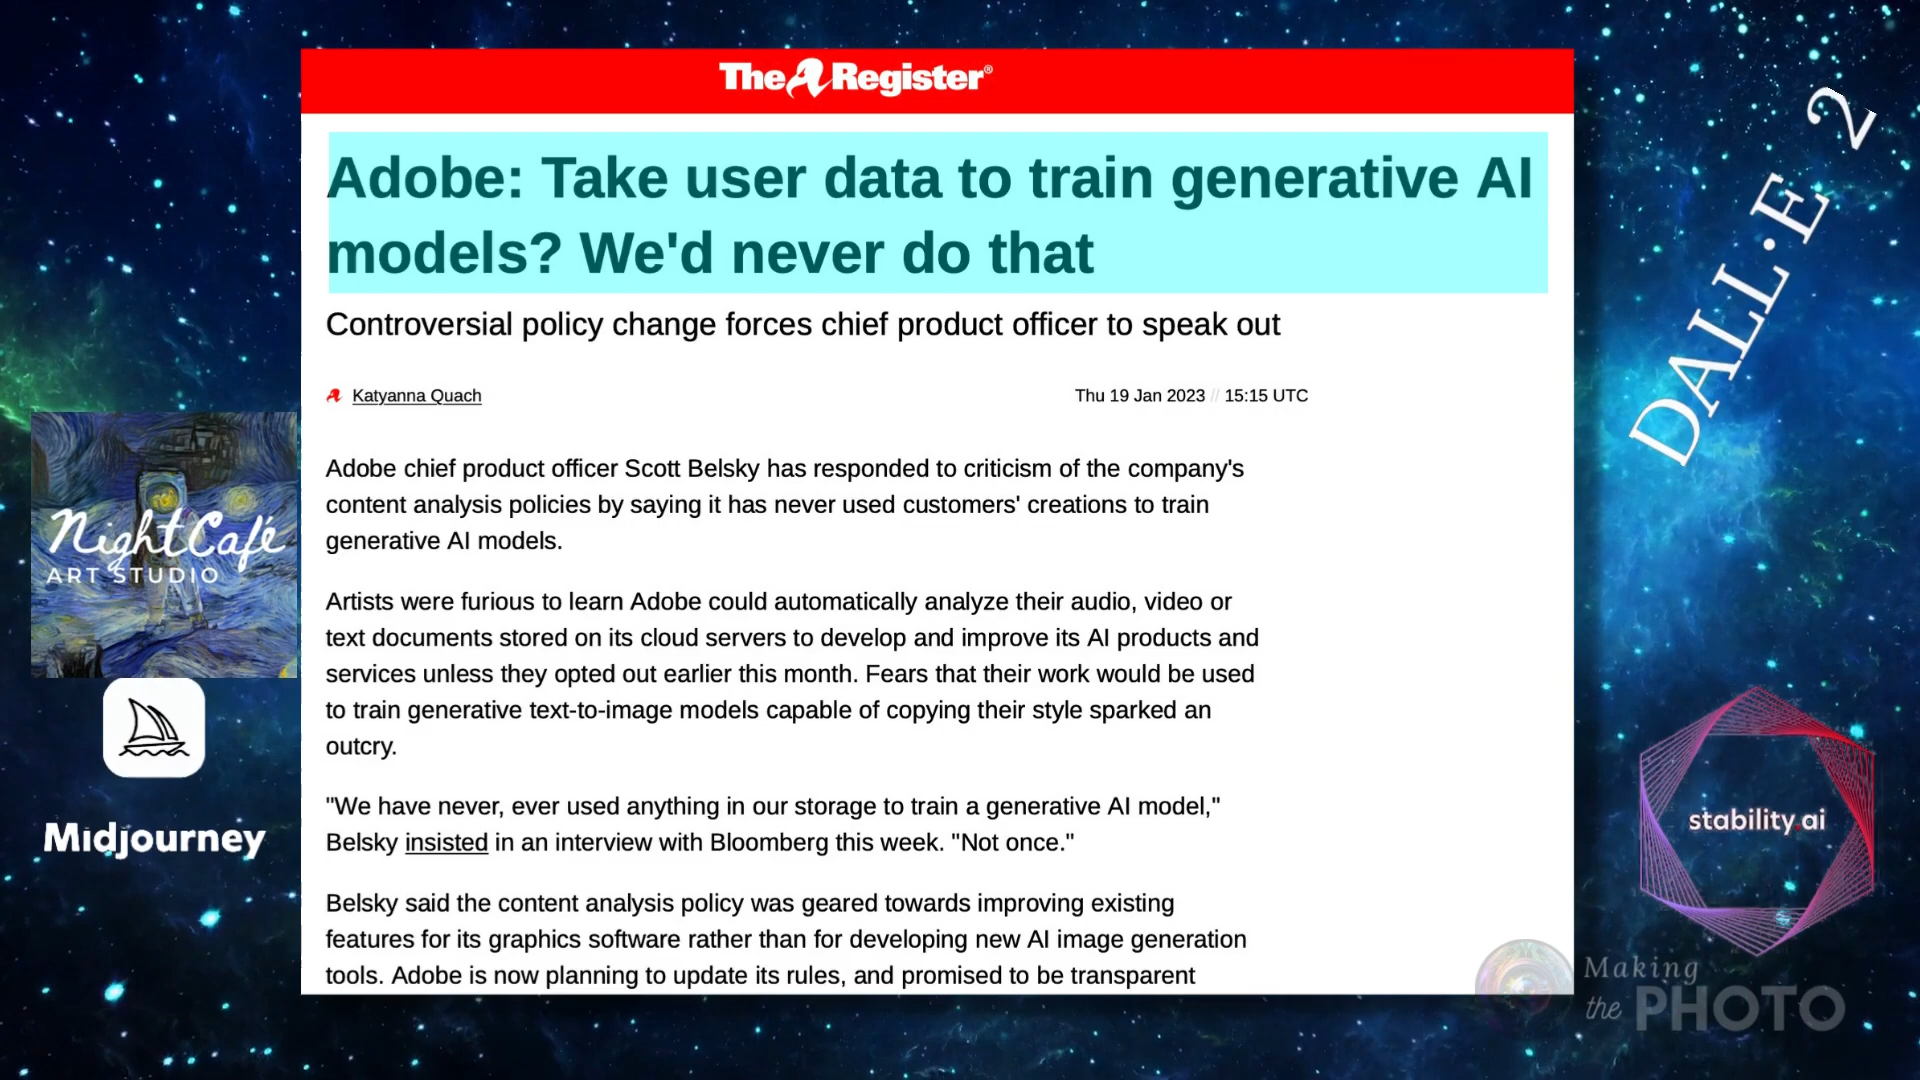 The Register®
Adobe: Take user data to train generative AI
models? We'd never do that
Controversial policy change forces chief product officer to speak out
Katyanna Quach
Thu 19 Jan 2023 // 15:15 UTC
Adobe chief product officer Scott Belsky has responded to criticism of the company's
content analysis policies by saying it has never used customers' creations to train
generative AI models.
Artists were furious to learn Adobe could automatically analyze their audio, video or
text documents stored on its cloud servers to develop and improve its AI products and
services unless they opted out earlier this month. Fears that their work would be used
to train generative text-to-image models capable of copying their style sparked an
outcry.
"We have never, ever used anything in our storage to train a generative AI model,"
Belsky insisted in an interview with Bloomberg this week. "Not once."
Belsky said the content analysis policy was geared towards improving existing
features for its graphics software rather than for developing new AI image generation
tools. Adobe is now planning to update its rules, and promised to be transparent
NightCafé
ART STUDIO
Midjourney
DALL·E 2
stability.ai
Making
the PHOTO